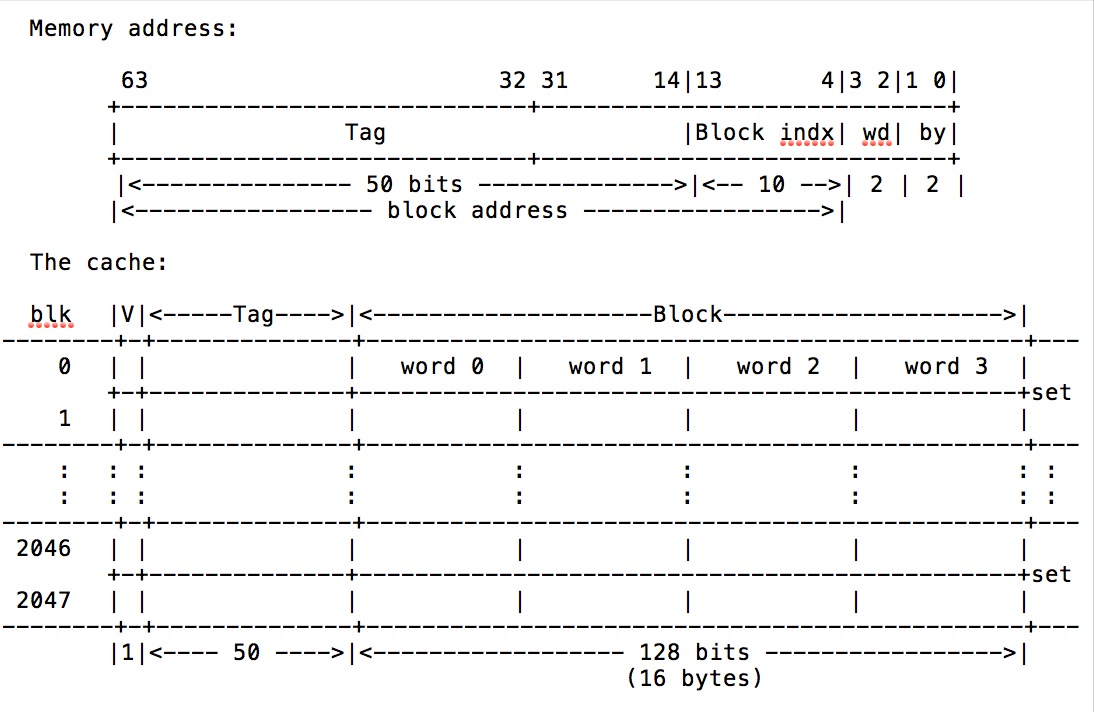 Memory address:
63 32 31 14|13 4|3 2|1 0|
+------------------------------+-----------------------------+
| Tag |Block indx| wd| by|
+------------------------------+-----------------------------+
|<--------------- 50 bits -------------->|<-- 10 -->| 2 | 2 |
|<----------------- block address ----------------->|
The cache:
blk |V|<-----Tag---->|<--------------------Block-------------------->|
--------+-+--------------+-----------------------------------------------+---
0 | | | word 0 | word 1 | word 2 | word 3 |
+-+--------------+-----------------------------------------------+set
1 | | | | | | |
--------+-+--------------+-----------------------------------------------+---
: : : : : : : : :
: : : : : : : : :
--------+-+--------------+-----------------------------------------------+---
2046 | | | | | | |
+-+--------------+-----------------------------------------------+set
2047 | | | | | | |
--------+-+--------------+-----------------------------------------------+---
|1|<---- 50 ---->|<------------------ 128 bits ----------------->|
(16 bytes)